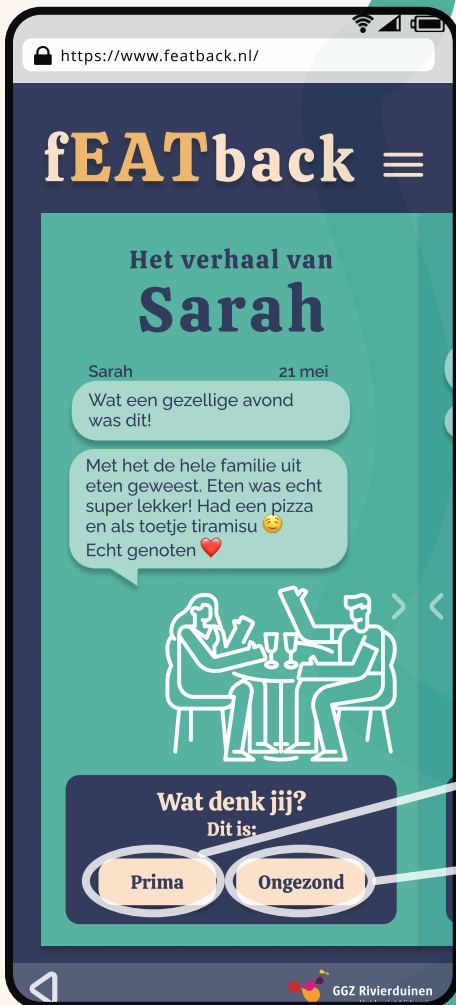 https://www.featback.nl/
fEATback
Het verhaal van
Sarah
Sarah 21 mei
Wat een gezellige avond
was dit!
Met het de hele familie uit
eten geweest. Eten was echt
super lekker! Had een pizza
en als toetje tiramisu 🤤
Echt genoten ❤️
Wat denk jij?
Dit is:
Prima Ongezond
GGZ Rivierduinen